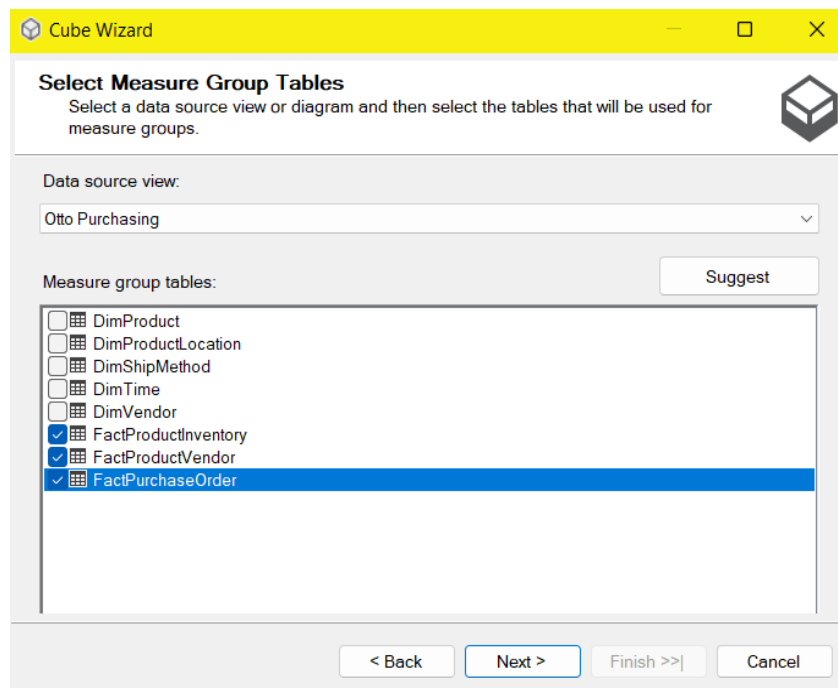 Cube Wizard
Select Measure Group Tables
Select a data source view or diagram and then select the tables that will be used for
measure groups.
Data source view:
Otto Purchasing
Measure group tables:
Suggest
DimProduct
DimProductLocation
DimShipMethod
DimTime
DimVendor
FactProductInventory
FactProductVendor
FactPurchaseOrder
< Back
Next >
Finish >>|
Cancel